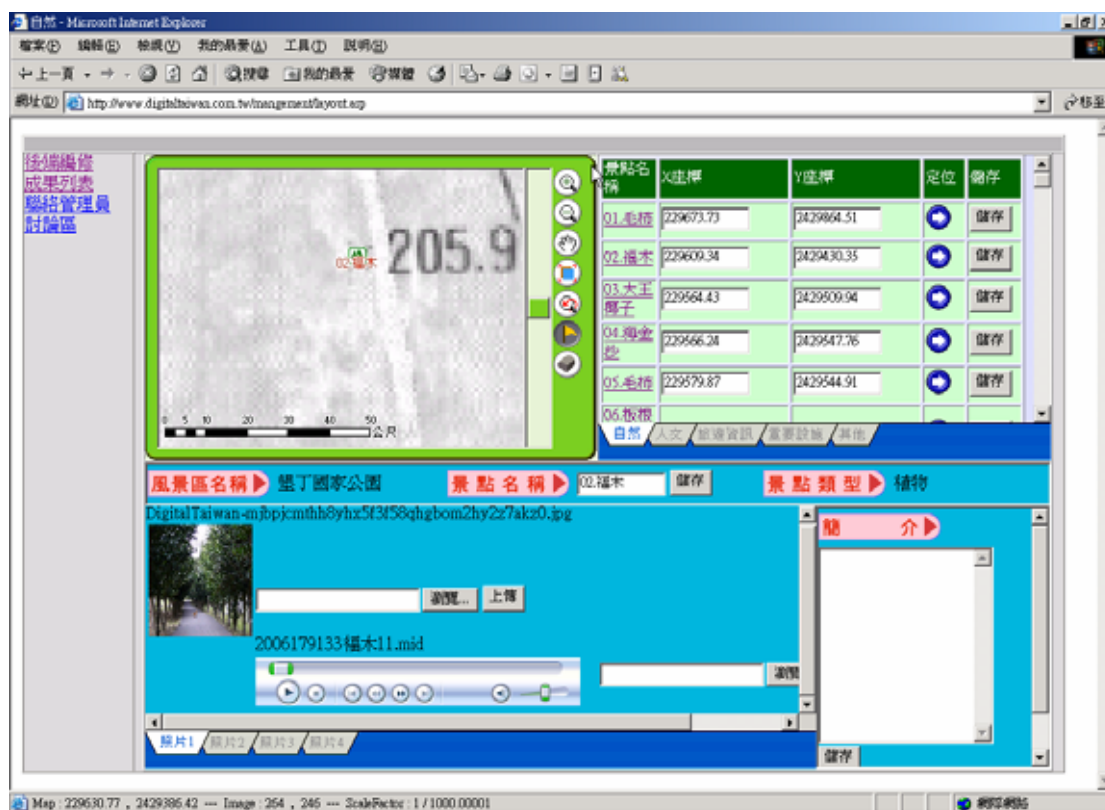 自然 - Microsoft Internet Explorer
檔案(F) 編輯(E) 檢視(V) 我的最愛(A) 工具(T) 說明(H)
上一頁 搜尋 我的最愛 媒體
網址(D) http://www.digitaltaiwan.com.tw/mangement/layout.asp 移至
後端編修
成果列表
聯絡管理員
討論區
205.9
02.福木
0 5 10 20 30 40 50
公尺
景點名稱 X座標 Y座標 定位 儲存
01.毛柿 229673.73 2429864.51 儲存
02.福木 229609.34 2429430.35 儲存
03.大王椰子 229564.43 2429509.94 儲存
04.海金沙 229566.24 2429547.76 儲存
05.毛柿 229579.87 2429544.91 儲存
06.板根
自然 人文 旅遊資訊 重要設施 其他
風景區名稱 墾丁國家公園 景點名稱 02.福木 儲存 景點類型 植物
DigitalTaiwan-mjbpjcmthh8yhx5f3f58qhgbom2hy2z7akz0.jpg
瀏覽... 上傳
2006179133福木11.mid
瀏覽
簡介
儲存
照片1 照片2 照片3 照片4
Map : 229630.77 , 2429386.42 --- Image : 264 , 246 --- ScaleFactor : 1 / 1000.00001
網際網路